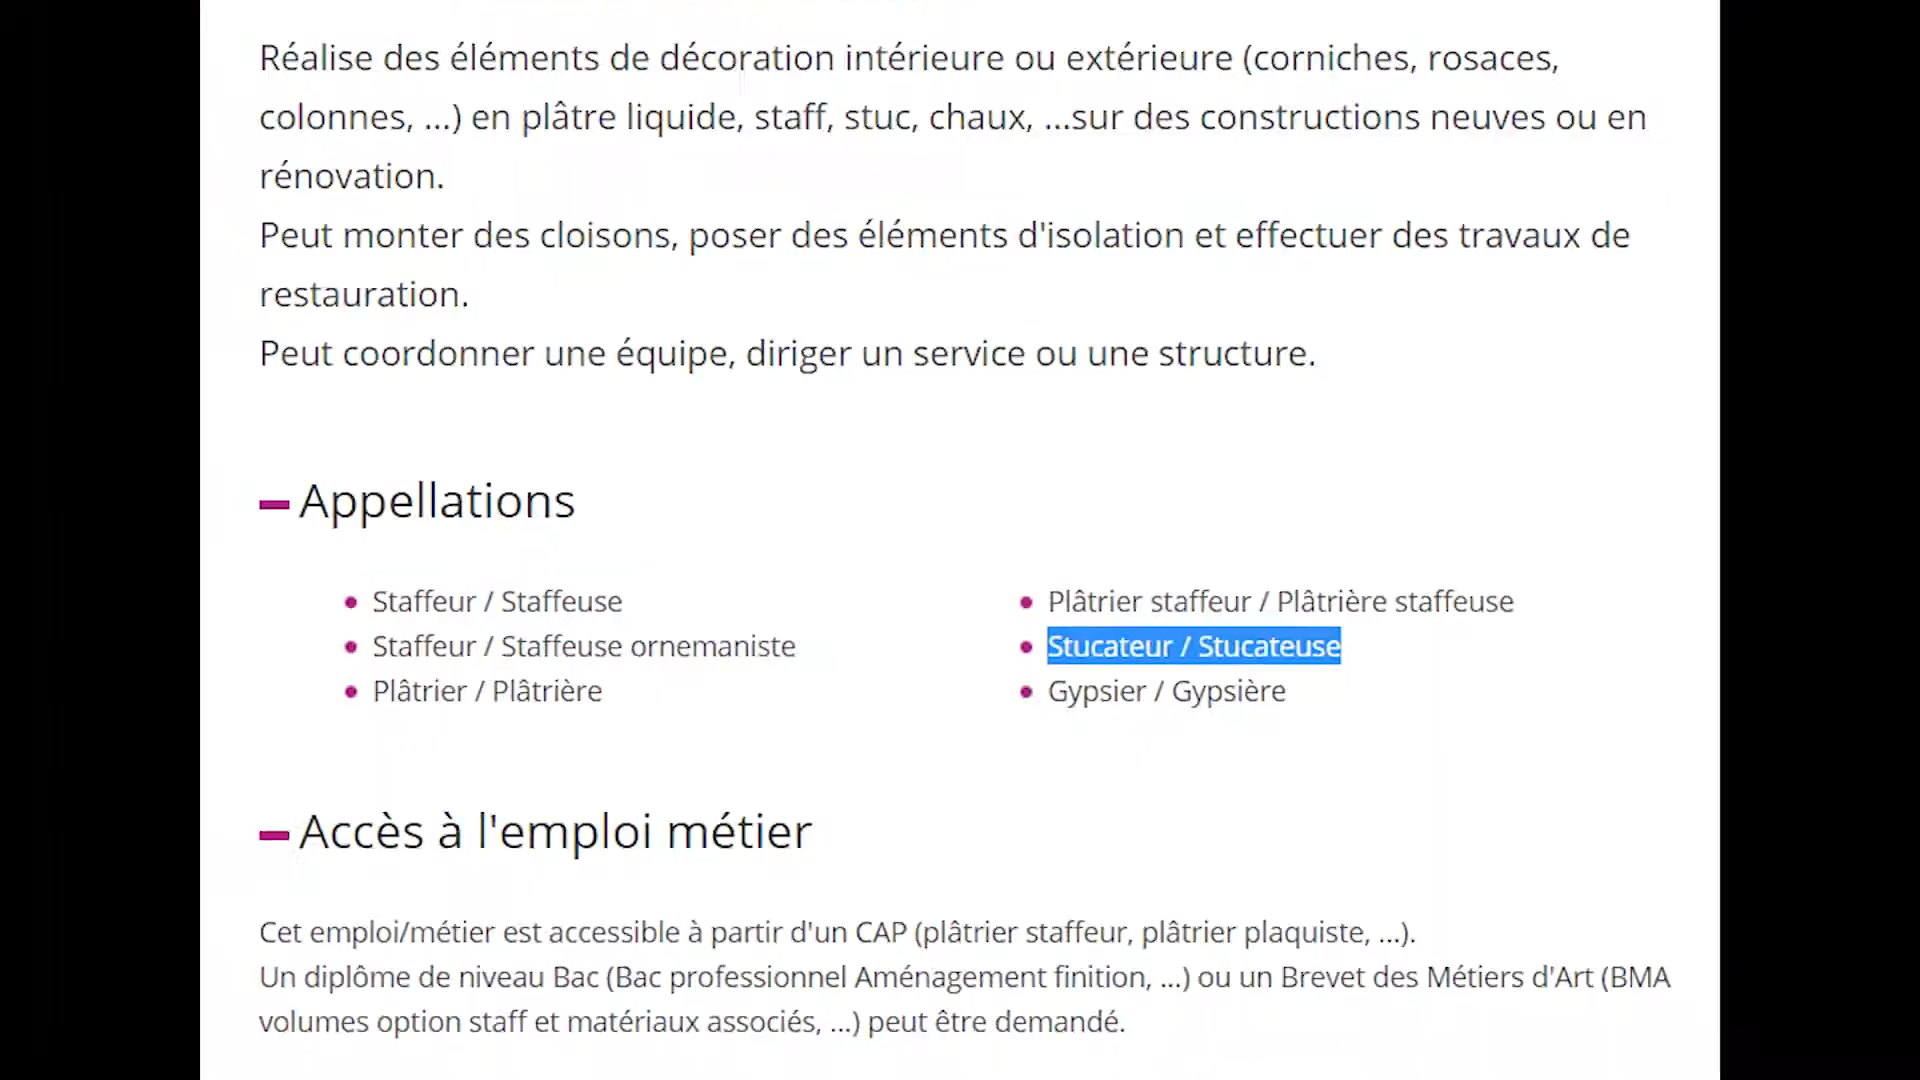 Réalise des éléments de décoration intérieure ou extérieure (corniches, rosaces,
colonnes, ...) en plâtre liquide, staff, stuc, chaux, ...sur des constructions neuves ou en
rénovation.
Peut monter des cloisons, poser des éléments d'isolation et effectuer des travaux de
restauration.
Peut coordonner une équipe, diriger un service ou une structure.
Appellations
Staffeur / Staffeuse
Staffeur / Staffeuse ornemaniste
Plâtrier / Plâtrière
Plâtrier staffeur / Plâtrière staffeuse
Stucateur / Stucateuse
Gypsier / Gypsière
Accès à l'emploi métier
Cet emploi/métier est accessible à partir d'un CAP (plâtrier staffeur, plâtrier plaquiste, ...).
Un diplôme de niveau Bac (Bac professionnel Aménagement finition, ...) ou un Brevet des Métiers d'Art (BMA
volumes option staff et matériaux associés, ...) peut être demandé.